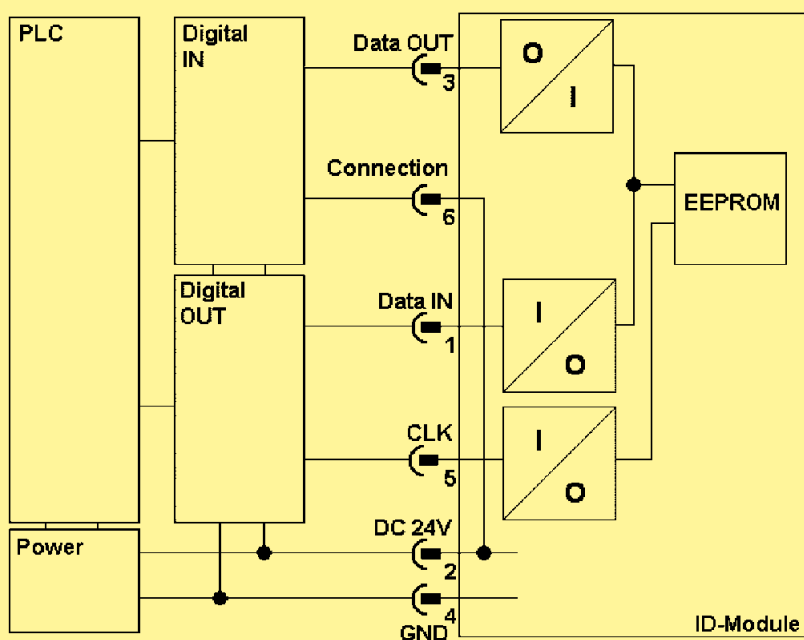 PLC
Digital
IN
Data OUT
3
O
I
Connection
6
EEPROM
Digital
OUT
Data IN
1
I
O
CLK
5
I
O
Power
DC 24V
2
4
GND
ID-Module